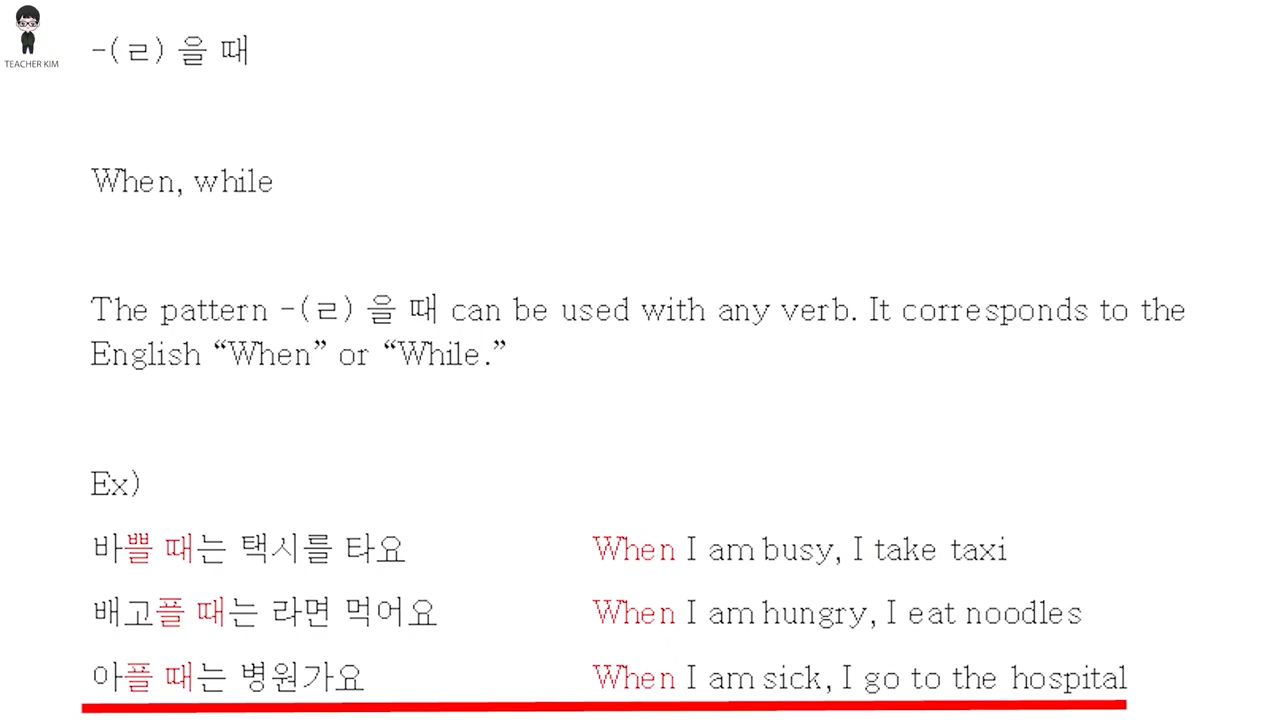 TEACHER KIM
-(ㄹ) 을 때
When, while
The pattern -(ㄹ) 을 때 can be used with any verb. It corresponds to the
English “When” or “While.”
Ex)
바쁠 때는 택시를 타요 When I am busy, I take taxi
배고플 때는 라면 먹어요 When I am hungry, I eat noodles
아플 때는 병원가요 When I am sick, I go to the hospital